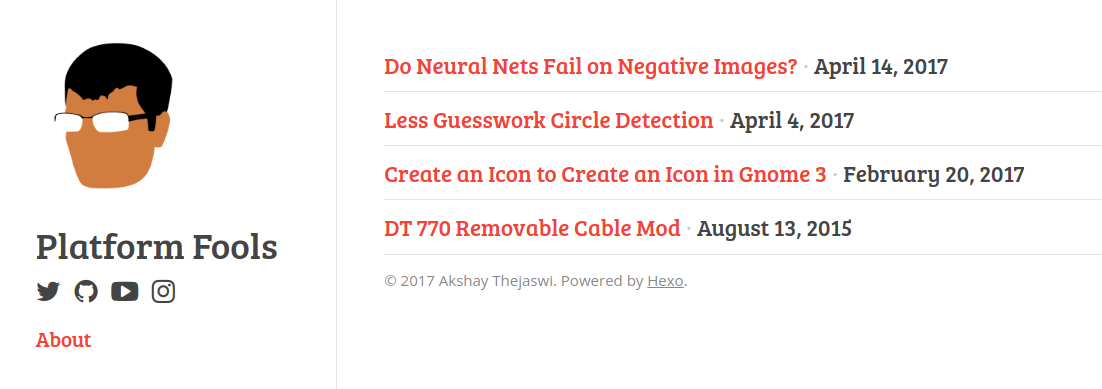 Platform Fools
About
Do Neural Nets Fail on Negative Images? · April 14, 2017
Less Guesswork Circle Detection · April 4, 2017
Create an Icon to Create an Icon in Gnome 3 · February 20, 2017
DT 770 Removable Cable Mod · August 13, 2015
© 2017 Akshay Thejaswi. Powered by Hexo.